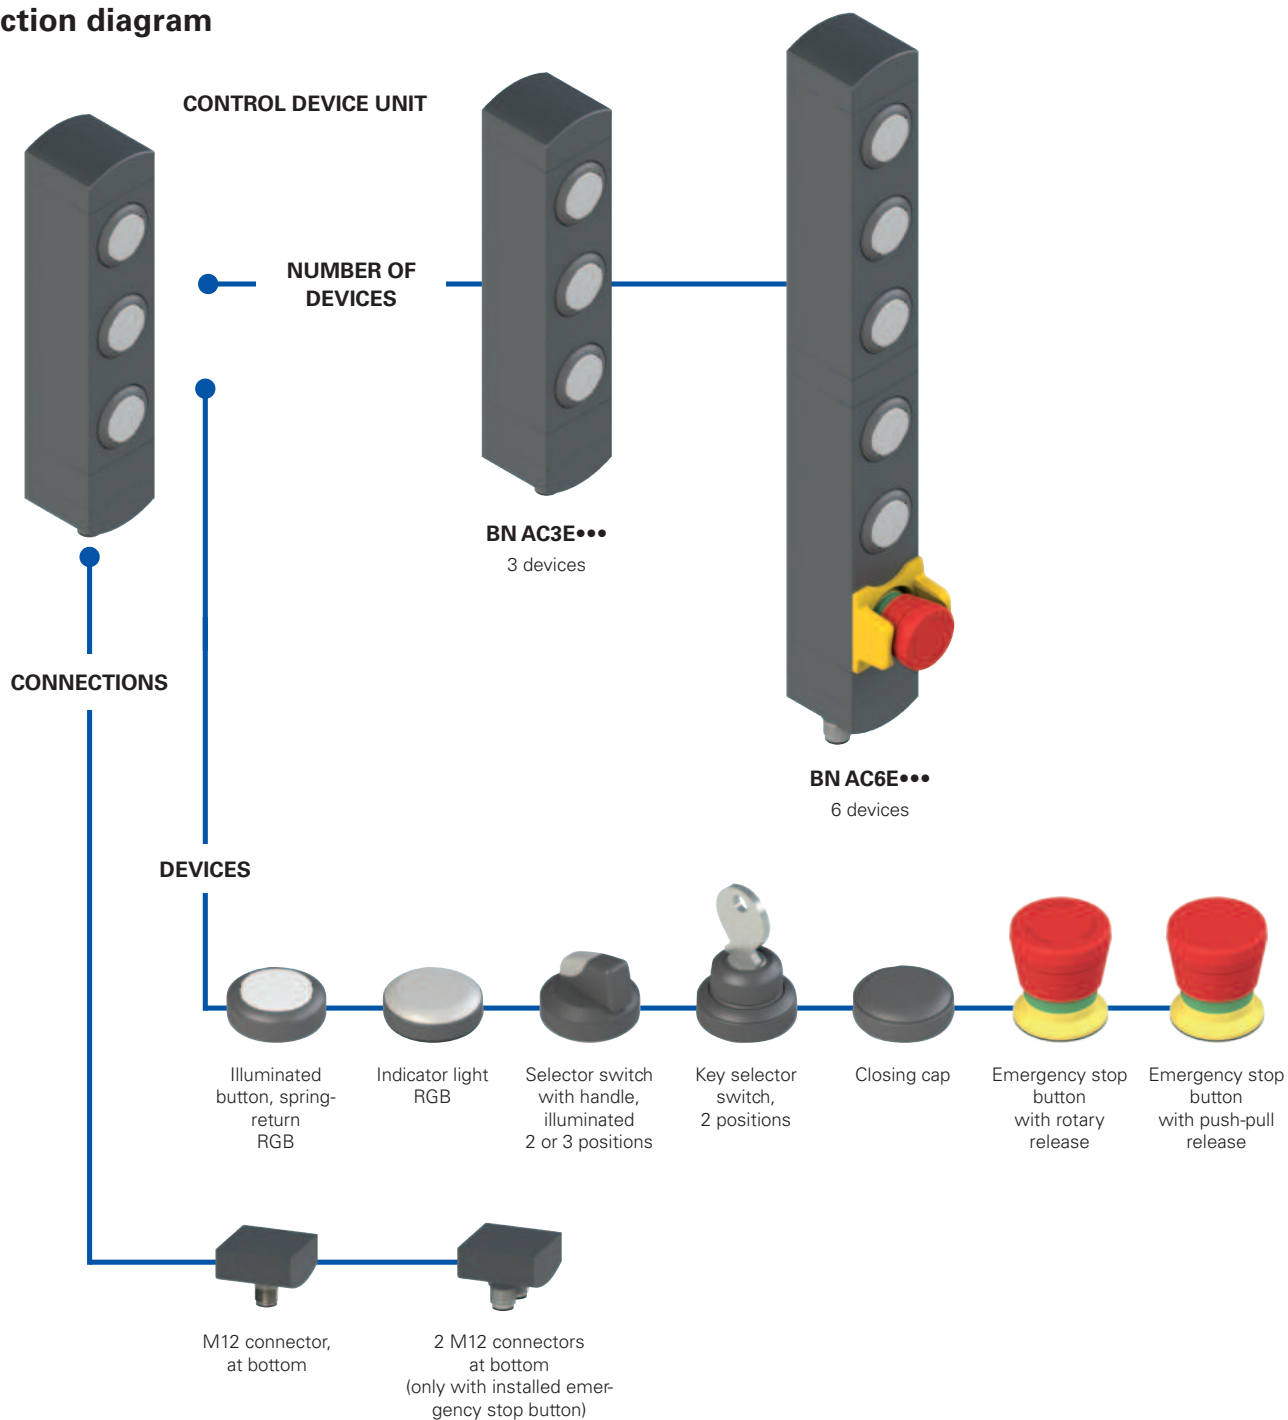 ction diagram
CONTROL DEVICE UNIT
NUMBER OF
DEVICES
BN AC3E•••
3 devices
CONNECTIONS
BN AC6E•••
6 devices
DEVICES
Illuminated
button, spring-
return
RGB
Indicator light
RGB
Selector switch
with handle,
illuminated
2 or 3 positions
Key selector
switch,
2 positions
Closing cap
Emergency stop
button
with rotary
release
Emergency stop
button
with push-pull
release
M12 connector,
at bottom
2 M12 connectors
at bottom
(only with installed emer-
gency stop button)